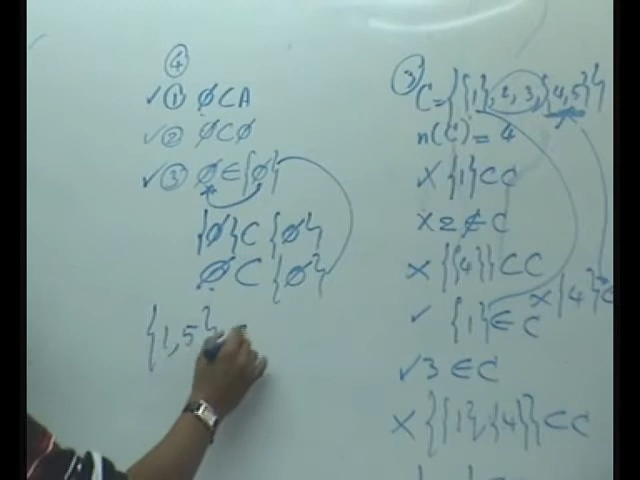 ④
✓ ① ∅⊂A
✓ ② ∅⊂∅
✓ ③ ∅∈{∅}
{∅}⊂{∅}
∅⊂{∅}
{1,5}
③ C={{1},2,3,{4,5}}
n(C)=4
✗ {1}⊂C
✗ 2∉C
✗ {{4}}⊂C
✓ {1}∈C
✗ {4}
✓ 3∈C
✗ {{1},{4}}⊂C